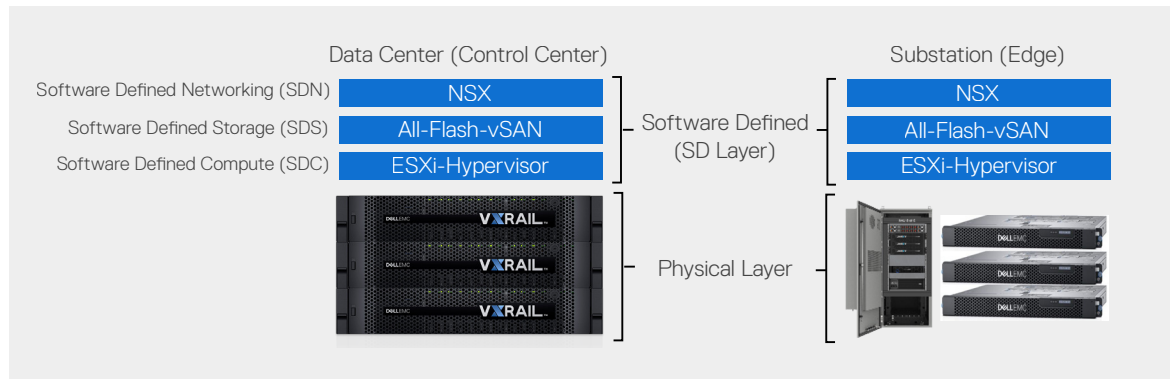 Data Center (Control Center)
Substation (Edge)
Software Defined Networking (SDN)
NSX
NSX
Software Defined Storage (SDS)
All-Flash-vSAN
Software Defined
(SD Layer)
All-Flash-vSAN
Software Defined Compute (SDC)
ESXi-Hypervisor
ESXi-Hypervisor
DELLEMC
VXRAIL
DELLEMC
VXRAIL
DELLEMC
VXRAIL
Physical Layer
DELLEMC
DELLEMC
DELLEMC